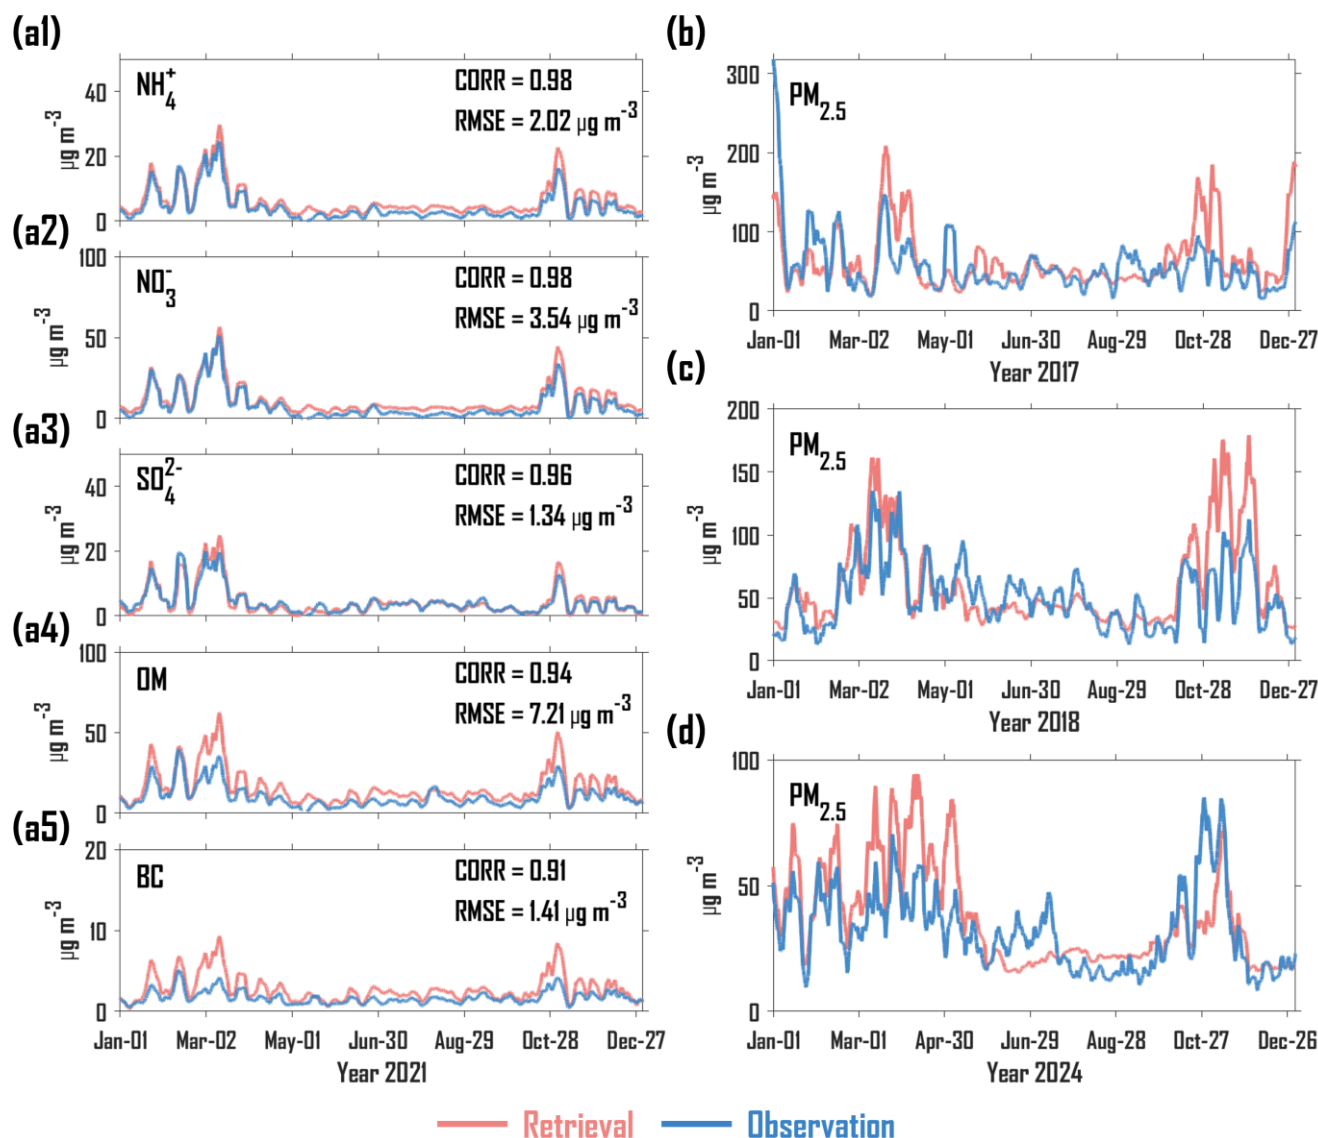 (a1)
NH4+
CORR = 0.98
RMSE = 2.02 µg m-3
µg m-3
40
20
0
(a2)
NO3-
CORR = 0.98
RMSE = 3.54 µg m-3
µg m-3
100
50
0
(a3)
SO42-
CORR = 0.96
RMSE = 1.34 µg m-3
µg m-3
40
20
0
(a4)
OM
CORR = 0.94
RMSE = 7.21 µg m-3
µg m-3
100
50
0
(a5)
BC
CORR = 0.91
RMSE = 1.41 µg m-3
µg m-3
20
10
0
Jan-01 Mar-02 May-01 Jun-30 Aug-29 Oct-28 Dec-27
Year 2021
(b)
PM2.5
µg m-3
300
200
100
0
Jan-01 Mar-02 May-01 Jun-30 Aug-29 Oct-28 Dec-27
Year 2017
(c)
PM2.5
µg m-3
200
150
100
50
0
Jan-01 Mar-02 May-01 Jun-30 Aug-29 Oct-28 Dec-27
Year 2018
(d)
PM2.5
µg m-3
100
50
0
Jan-01 Mar-01 Apr-30 Jun-29 Aug-28 Oct-27 Dec-26
Year 2024
Retrieval Observation